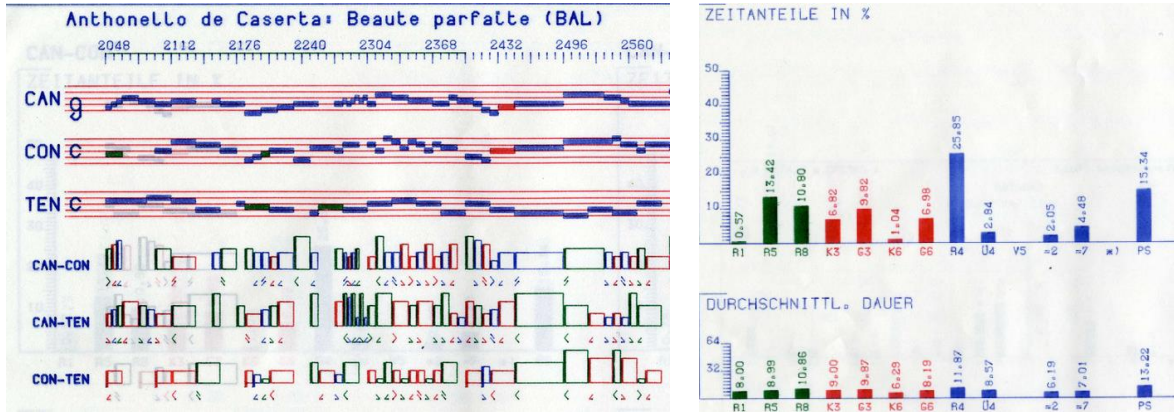 Anthonello de Caserta: Beaute parfaIte (BAL)
2048 2112 2176 2240 2304 2368 2432 2496 2560
CAN g
CON C
TEN C
CAN-CON
CAN-TEN
CON-TEN
ZEITANTEILE IN %
50
40
30
20
10
0.57 13.42 10.80 6.82 9.82 1.04 6.98 25.85 2.84 2.05 4.48 15.34
R1 R5 R8 K3 G3 K6 G6 R4 Ü4 V5 =2 =7 *) PS
DURCHSCHNITTL. DAUER
64
32
8.00 8.99 10.86 9.00 9.87 6.29 8.19 11.87 8.57 6.19 7.01 13.22
R1 R5 R8 K3 G3 K6 G6 R4 Ü4 =2 =7 PS